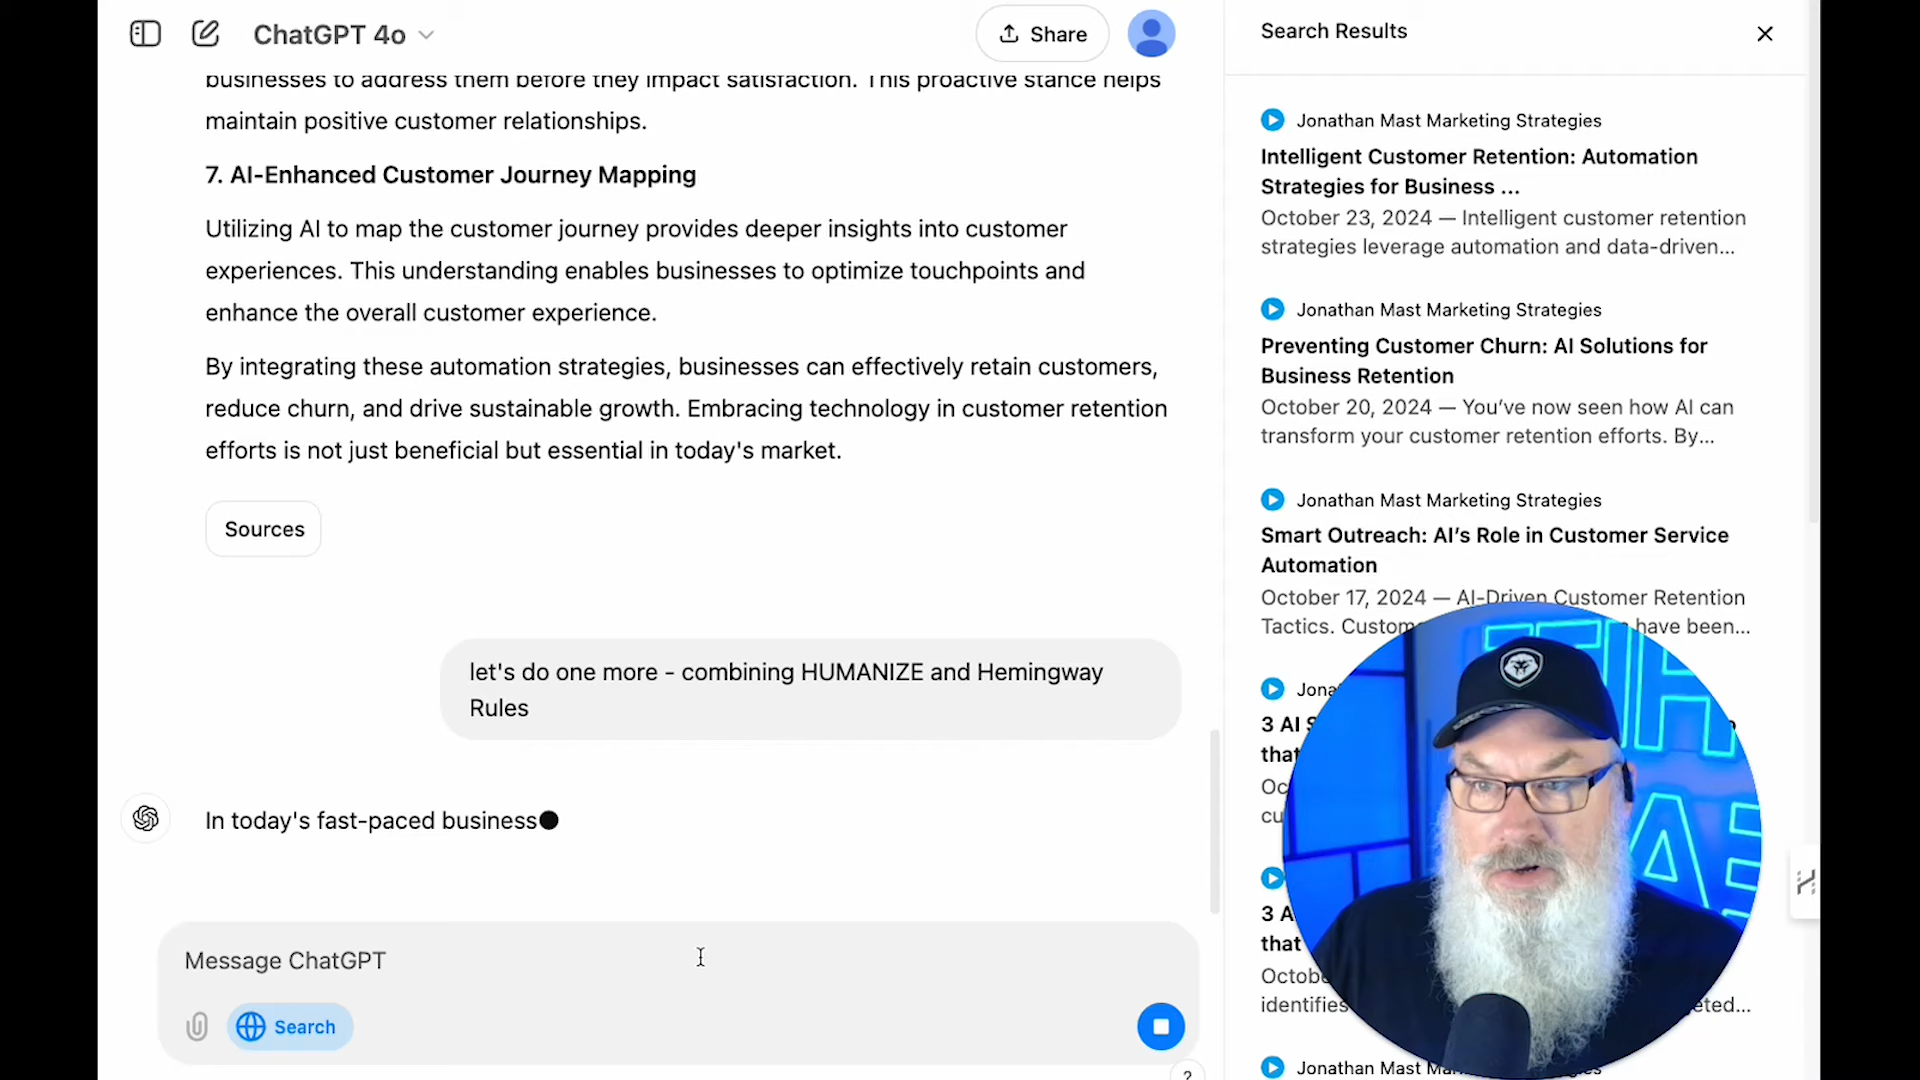 ChatGPT 4o
Share
businesses to address them before they impact satisfaction. This proactive stance helps
maintain positive customer relationships.
7. AI-Enhanced Customer Journey Mapping
Utilizing AI to map the customer journey provides deeper insights into customer
experiences. This understanding enables businesses to optimize touchpoints and
enhance the overall customer experience.
By integrating these automation strategies, businesses can effectively retain customers,
reduce churn, and drive sustainable growth. Embracing technology in customer retention
efforts is not just beneficial but essential in today's market.
Sources
let's do one more - combining HUMANIZE and Hemingway
Rules
In today's fast-paced business
Message ChatGPT
Search
?
Search Results
Jonathan Mast Marketing Strategies
Intelligent Customer Retention: Automation
Strategies for Business ...
October 23, 2024 — Intelligent customer retention
strategies leverage automation and data-driven...
Jonathan Mast Marketing Strategies
Preventing Customer Churn: AI Solutions for
Business Retention
October 20, 2024 — You've now seen how AI can
transform your customer retention efforts. By...
Jonathan Mast Marketing Strategies
Smart Outreach: AI's Role in Customer Service
Automation
October 17, 2024 — AI-Driven Customer Retention
Tactics. have been...
3 AI
3
that
identifies
Jonathan Mast